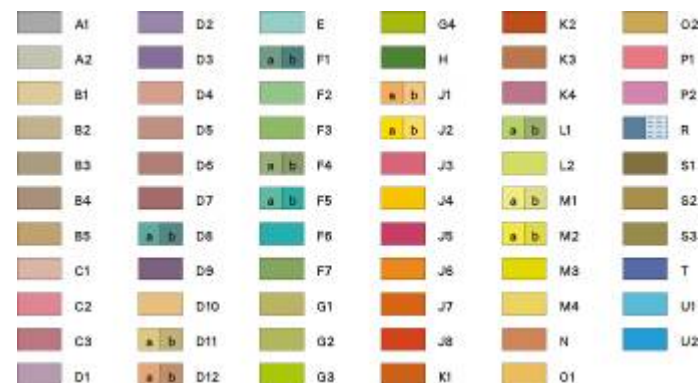 A1
A2
B1
B2
B3
B4
B5
C1
C2
C3
D1
D2
D3
D4
D5
D6
D7
a b D8
D9
D10
a b D11
a b D12
E
a b F1
F2
F3
a b F4
a b F5
F6
F7
G1
G2
G3
G4
H
a b J1
a b J2
J3
J4
J5
J6
J7
J8
K1
K2
K3
K4
a b L1
L2
a b M1
a b M2
M3
M4
N
O1
O2
P1
P2
R
S1
S2
S3
T
U1
U2